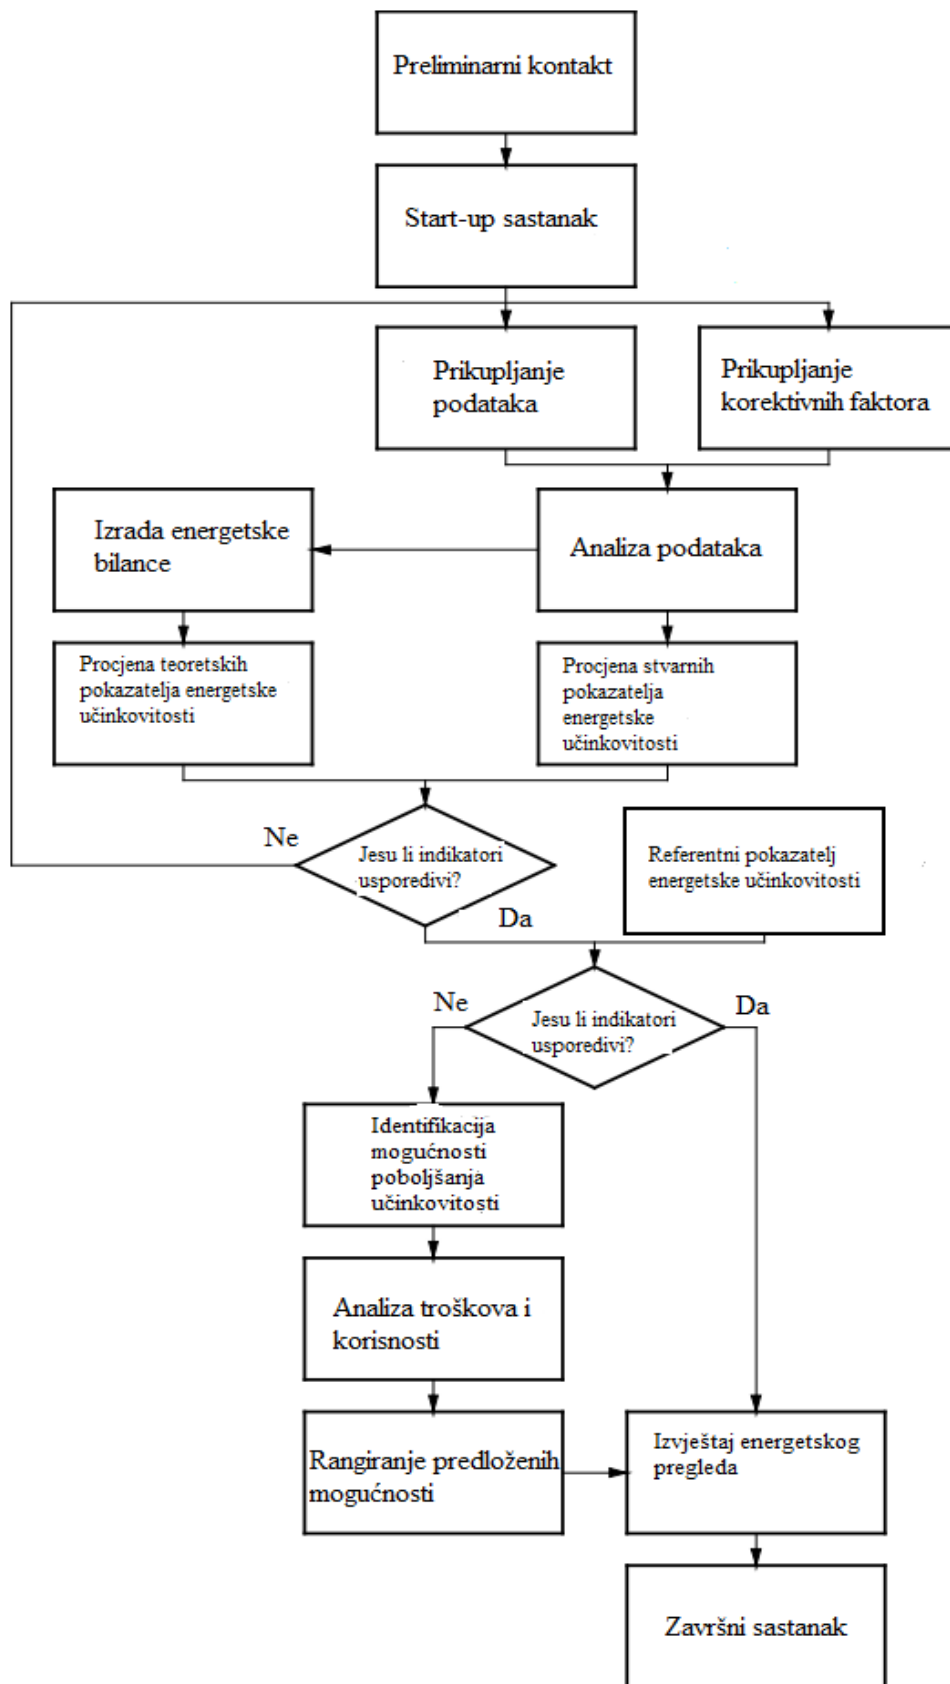 Preliminarni kontakt
Start-up sastanak
Prikupljanje
podataka
Prikupljanje
korektivnih faktora
Izrada energetske
bilance
Analiza podataka
Procjena teoretskih
pokazatelja energetske
učinkovitosti
Procjena stvarnih
pokazatelja
energetske
učinkovitosti
Ne
Jesu li indikatori
usporedivi?
Referentni pokazatelj
energetske učinkovitosti
Da
Ne
Da
Jesu li indikatori
usporedivi?
Identifikacija
mogućnosti
poboljšanja
učinkovitosti
Analiza troškova i
korisnosti
Rangiranje predloženih
mogućnosti
Izvještaj energetskog
pregleda
Završni sastanak